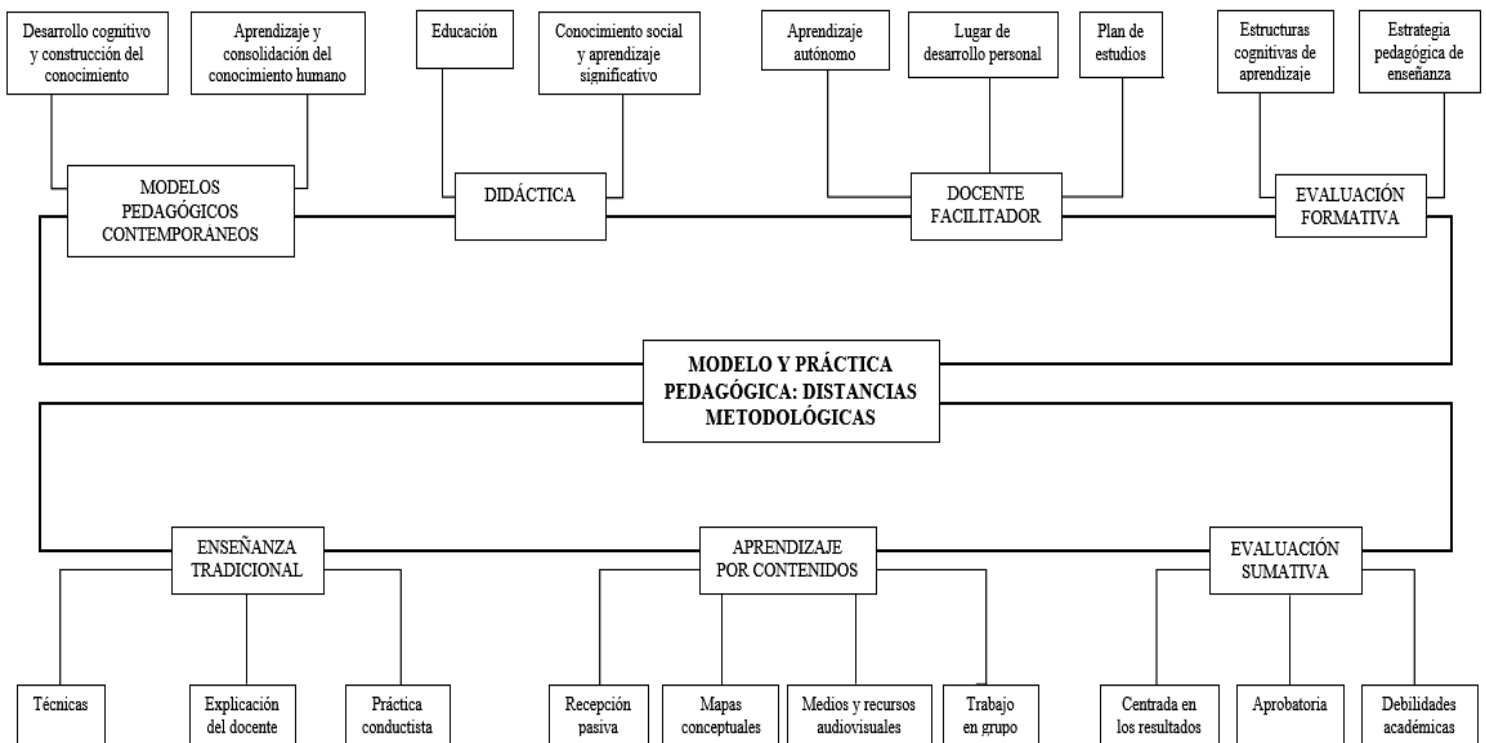 Desarrollo cognitivo
y construcción del
conocimiento
Aprendizaje y
consolidación del
conocimiento humano
Educación
Conocimiento social
y aprendizaje
significativo
Aprendizaje
autónomo
Lugar de
desarrollo personal
Plan de
estudios
Estructuras
cognitivas de
aprendizaje
Estrategia
pedagógica de
enseñanza
MODELOS
PEDAGÓGICOS
CONTEMPORÁNEOS
DIDÁCTICA
DOCENTE
FACILITADOR
EVALUACIÓN
FORMATIVA
MODELO Y PRÁCTICA
PEDAGÓGICA: DISTANCIAS
METODOLÓGICAS
ENSEÑANZA
TRADICIONAL
APRENDIZAJE
POR CONTENIDOS
EVALUACIÓN
SUMATIVA
Técnicas
Explicación
del docente
Práctica
conductista
Recepción
pasiva
Mapas
conceptuales
Medios y recursos
audiovisuales
Trabajo
en grupo
Centrada en
los resultados
Aprobatoria
Debilidades
académicas